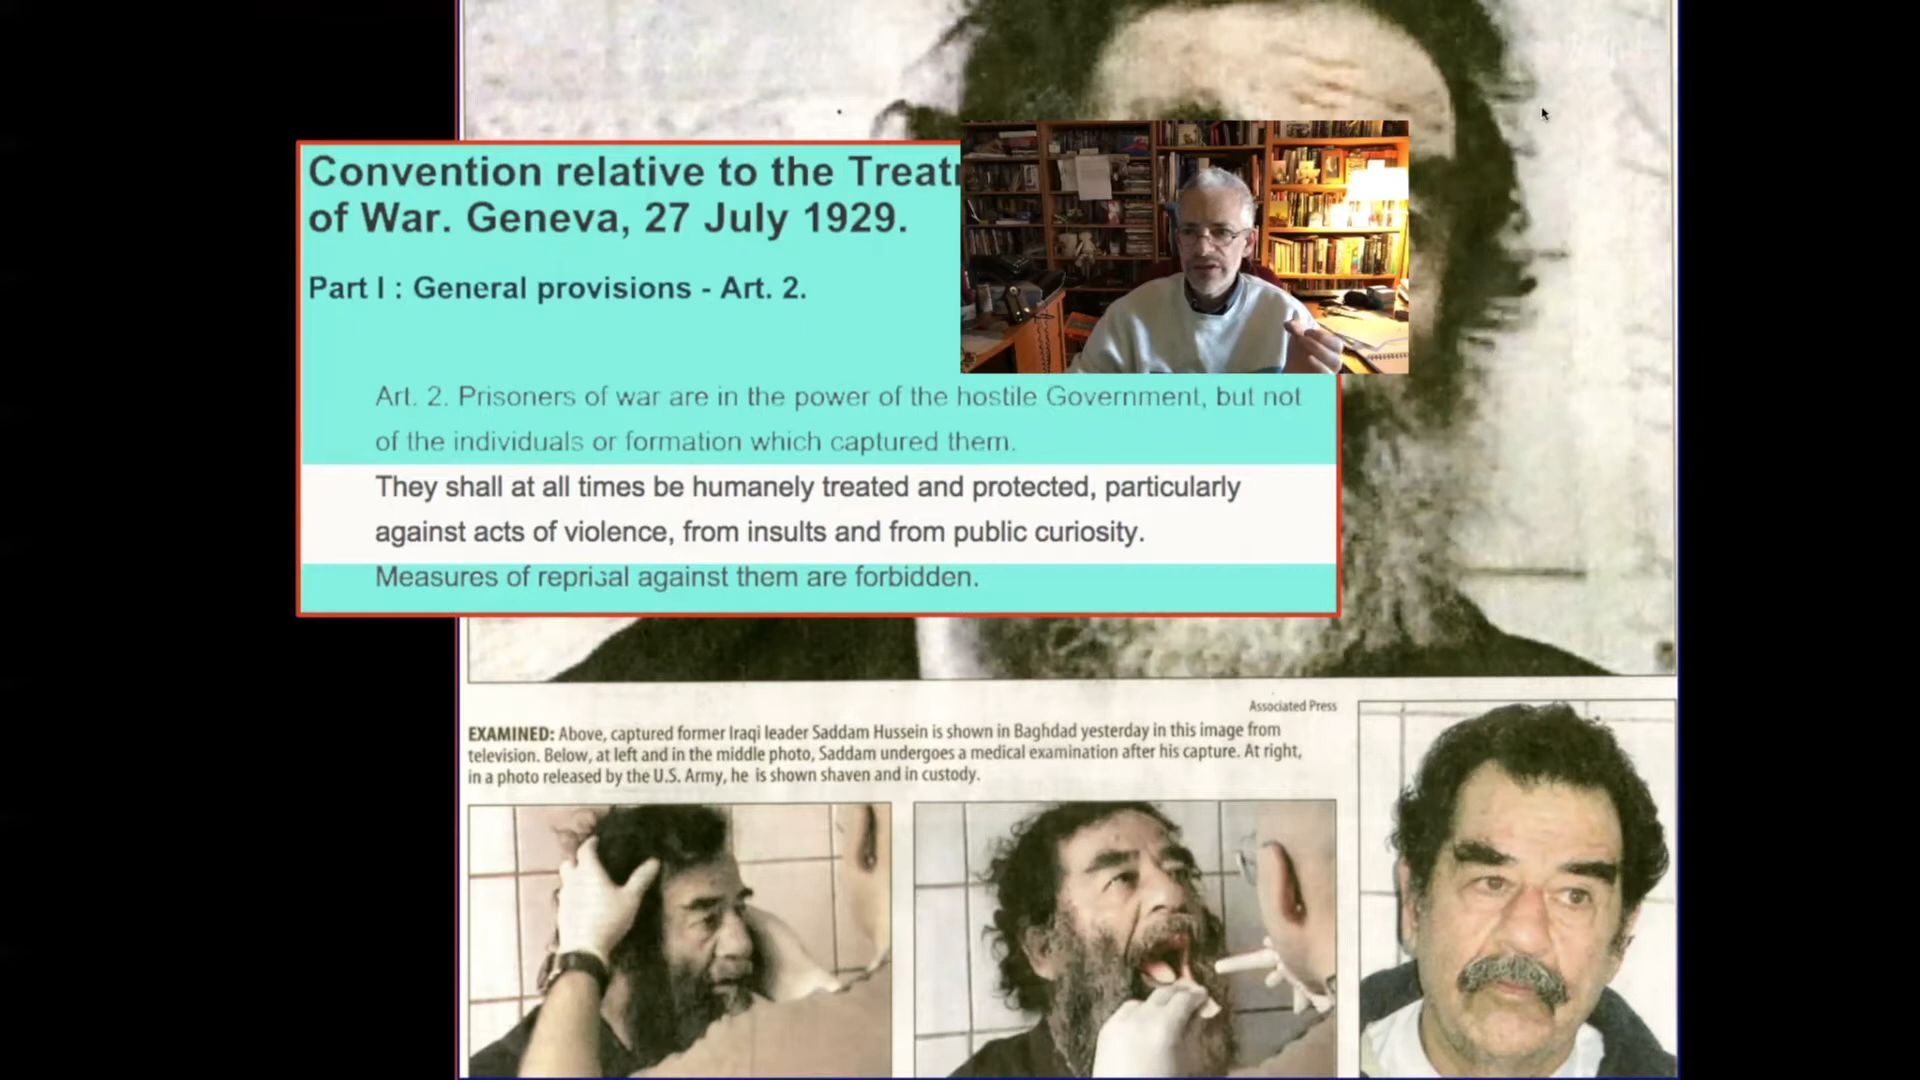 Convention relative to the Treat
of War. Geneva, 27 July 1929.
Part I : General provisions - Art. 2.
Art. 2. Prisoners of war are in the power of the hostile Government, but not
of the individuals or formation which captured them.
They shall at all times be humanely treated and protected, particularly
against acts of violence, from insults and from public curiosity.
Measures of reprisal against them are forbidden.
Associated Press
EXAMINED: Above, captured former Iraqi leader Saddam Hussein is shown in Baghdad yesterday in this image from
television. Below, at left and in the middle photo, Saddam undergoes a medical examination after his capture. At right,
in a photo released by the U.S. Army, he is shown shaven and in custody.